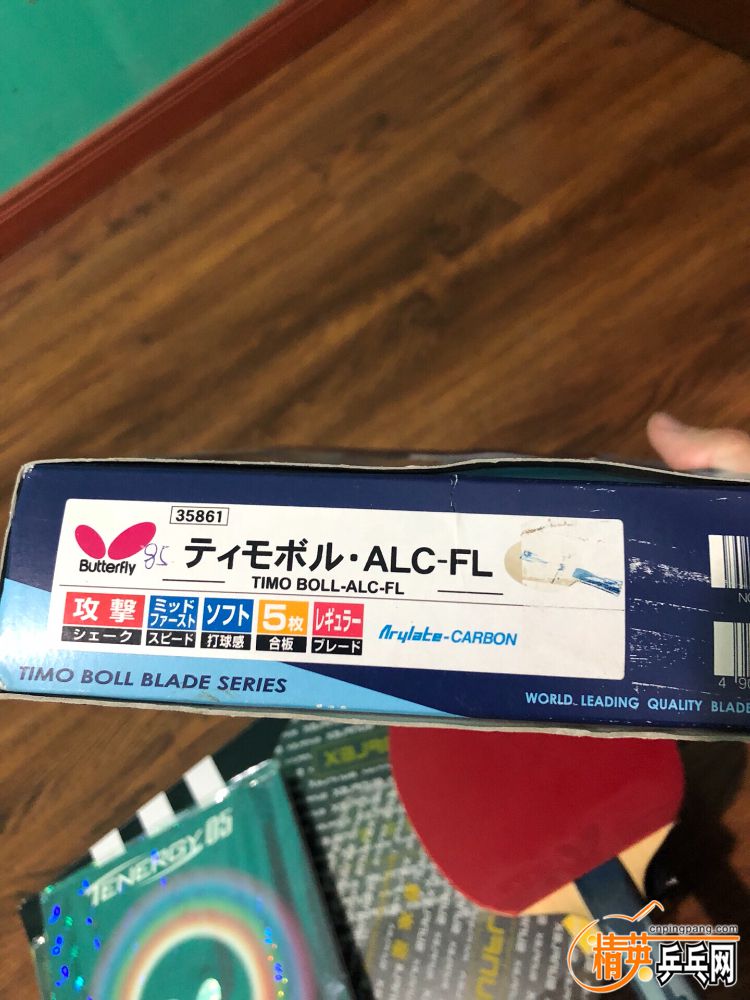 35861
Butterfly
85
ティモボル・ALC-FL
TIMO BOLL-ALC-FL
攻撃
シェーク
ミッド
ファースト
スピード
ソフト
打球感
5枚
合板
レギュラー
ブレード
Arylate-CARBON
TIMO BOLL BLADE SERIES
WORLD LEADING QUALITY BLADE
4 90
TENERGY 05
cnpingpang.com
精英乒乓网